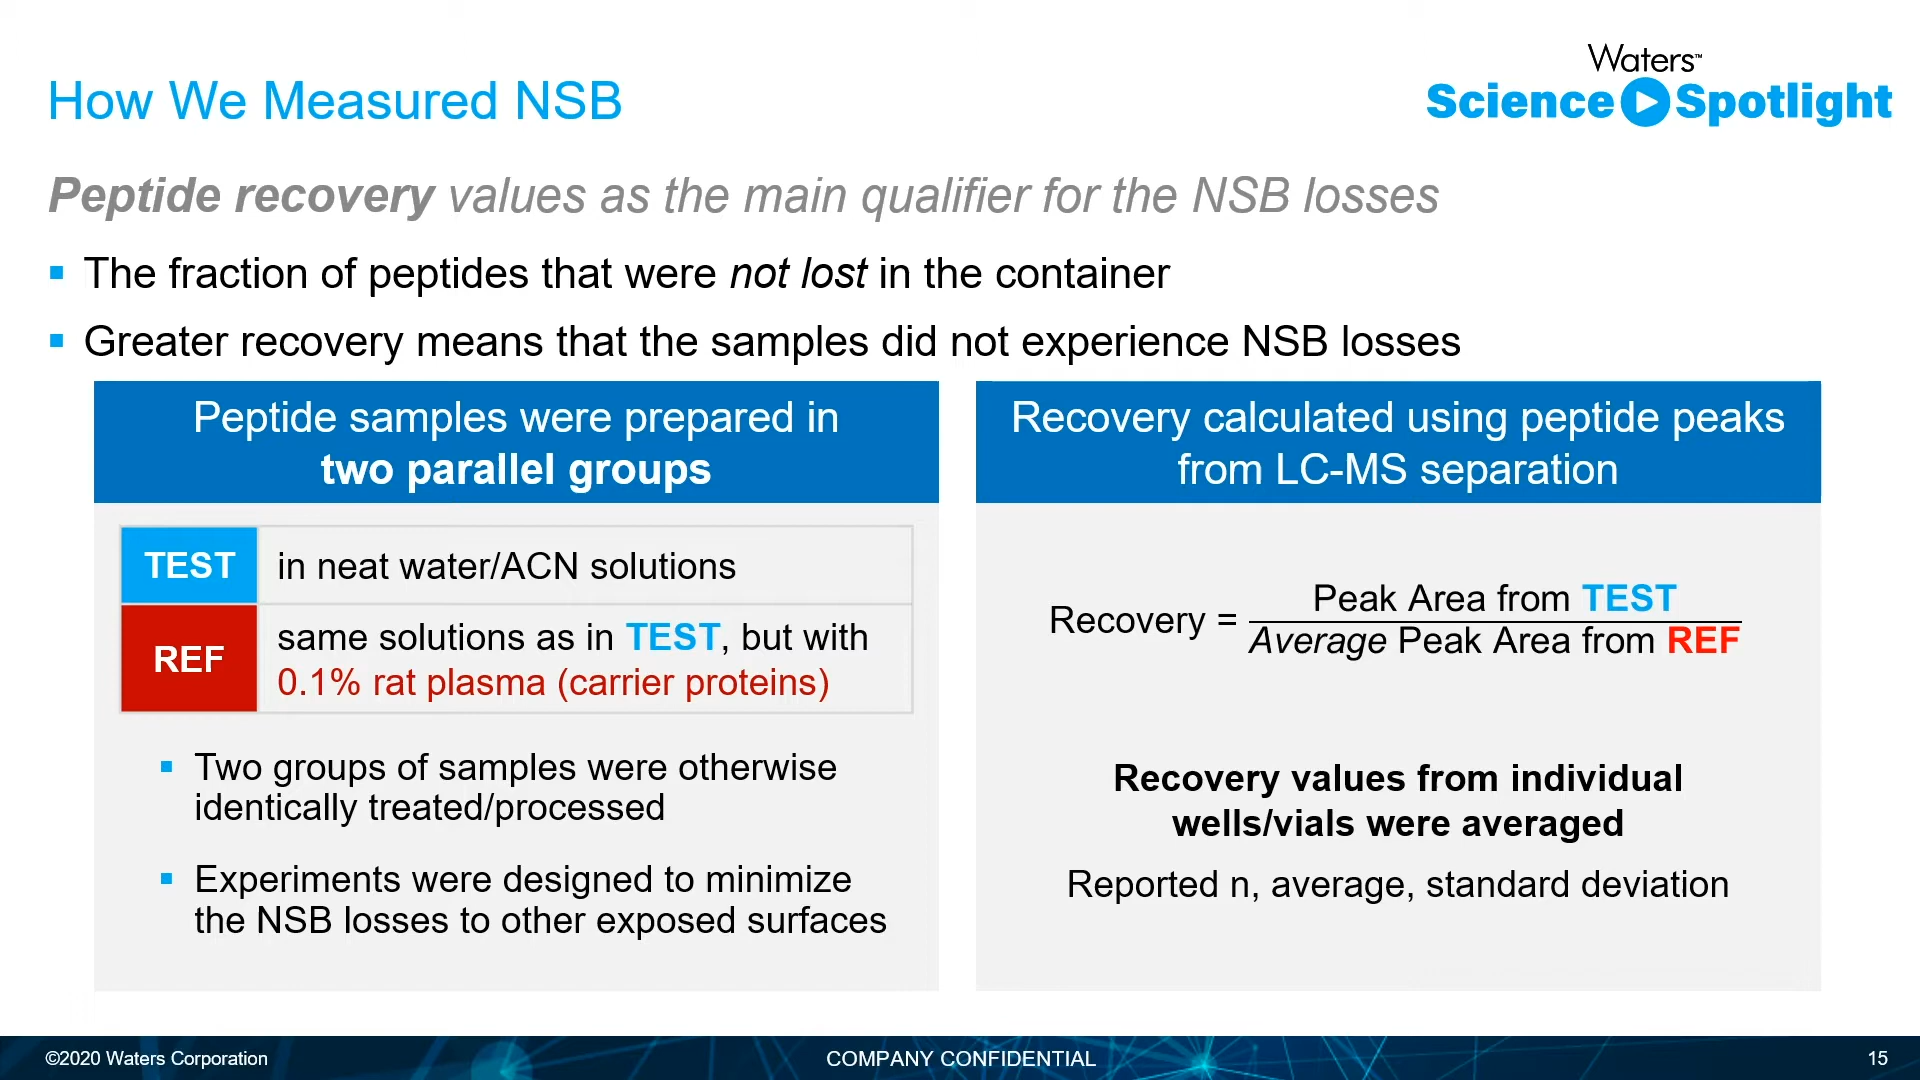 Waters™
Science Spotlight
How We Measured NSB
Peptide recovery values as the main qualifier for the NSB losses
▪ The fraction of peptides that were not lost in the container
▪ Greater recovery means that the samples did not experience NSB losses
Peptide samples were prepared in
two parallel groups
TEST in neat water/ACN solutions
REF same solutions as in TEST, but with
0.1% rat plasma (carrier proteins)
▪ Two groups of samples were otherwise
identically treated/processed
▪ Experiments were designed to minimize
the NSB losses to other exposed surfaces
Recovery calculated using peptide peaks
from LC-MS separation
Peak Area from TEST
Recovery =
Average Peak Area from REF
Recovery values from individual
wells/vials were averaged
Reported n, average, standard deviation
©2020 Waters Corporation
COMPANY CONFIDENTIAL
15